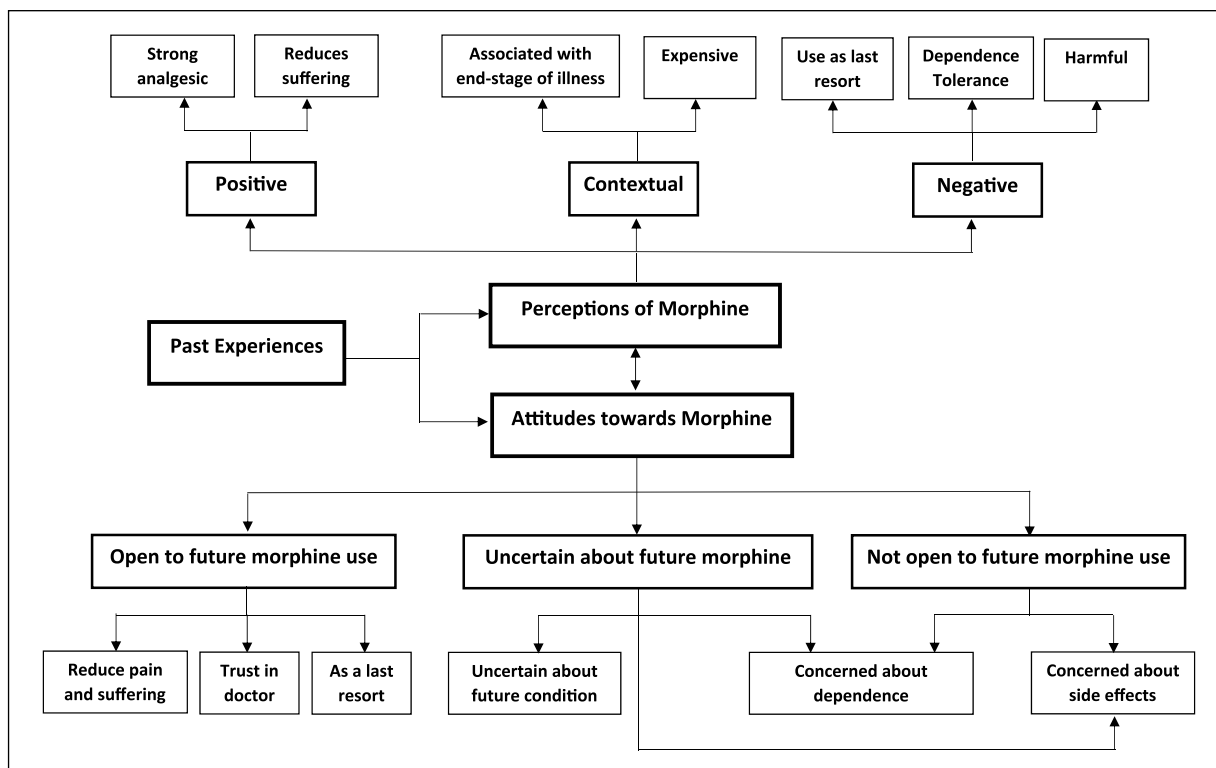 Strong
analgesic
Reduces
suffering
Associated with
end-stage of illness
Expensive
Use as last
resort
Dependence
Tolerance
Harmful
Positive
Contextual
Negative
Perceptions of Morphine
Past Experiences
Attitudes towards Morphine
Open to future morphine use
Uncertain about future morphine
Not open to future morphine use
Reduce pain
and suffering
Trust in
doctor
As a last
resort
Uncertain about
future condition
Concerned about
dependence
Concerned about
side effects